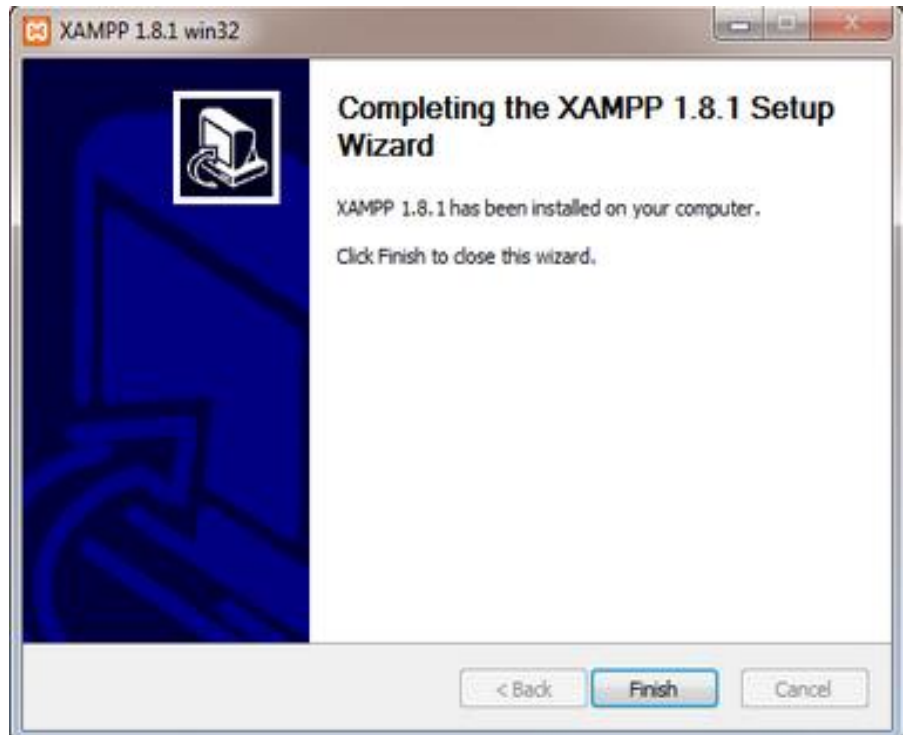 XAMPP 1.8.1 win32
Completing the XAMPP 1.8.1 Setup
Wizard
XAMPP 1.8.1 has been installed on your computer.
Click Finish to close this wizard.
< Back
Finish
Cancel